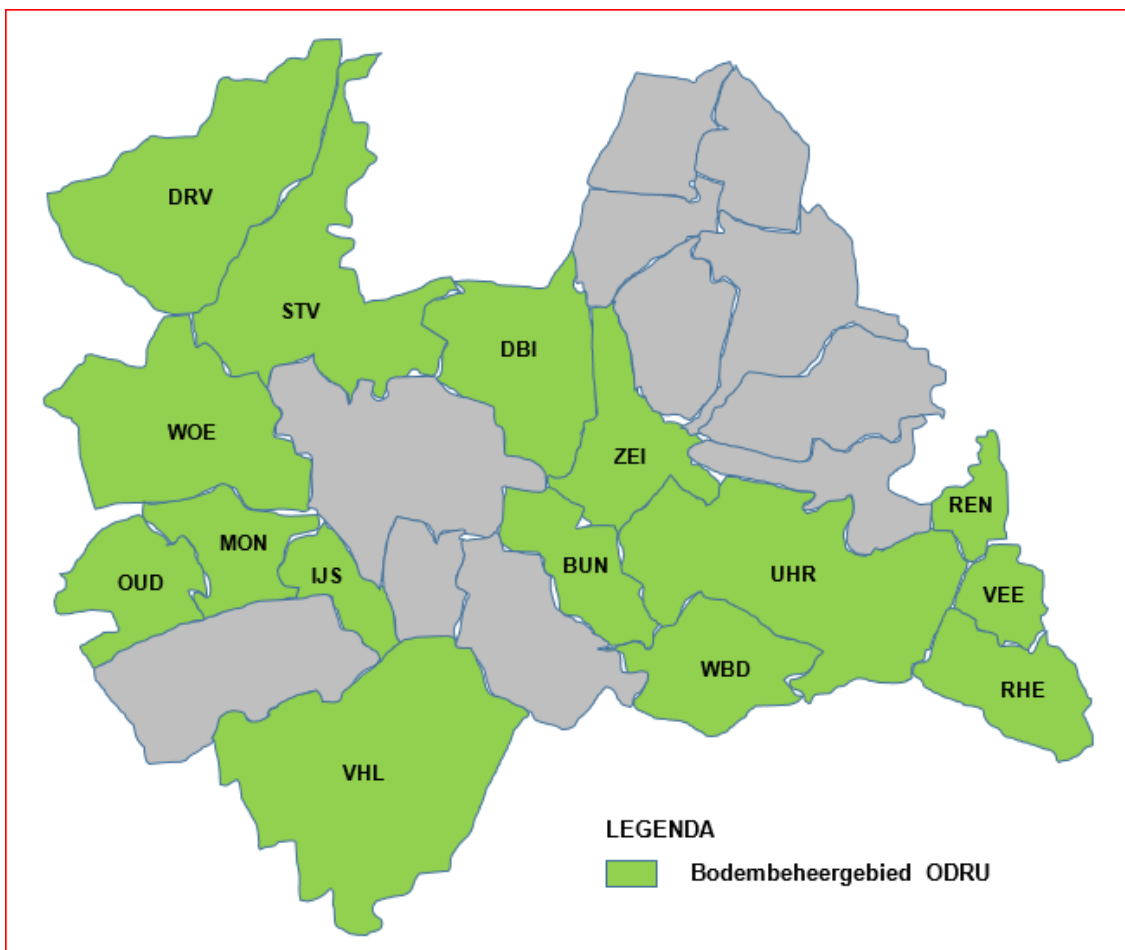 DRV
STV
DBI
WOE
ZEI
REN
MON
BUN
IJS
UHR
OUD
VEE
WBD
RHE
VHL
LEGENDA
Bodembeheergebied ODRU